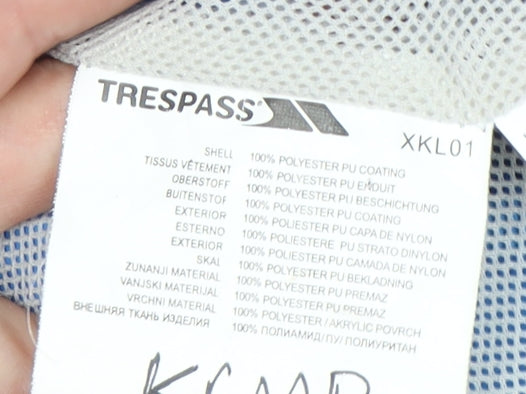 TRESPASS
XKL01
SHELL 100% POLYESTER PU COATING
TISSUS VÊTEMENT 100% POLYESTER PU ENDUIT
OBERSTOFF 100% POLYESTER PU BESCHICHTUNG
BUITENSTOF 100% POLYESTER PU COATING
EXTERIOR 100% POLIESTER PU CAPA DE NYLON
ESTERNO 100% POLIESTERE PU STRATO DINYLON
EXTERIOR 100% POLIESTER PU CAMADA DE NYLON
SKAL 100% POLYESTER PU BEKLADNING
ZUNANJI MATERIAL 100% POLYESTER PU PREMAZ
VANJSKI MATERIJAL 100% POLYESTER PU PREMAZ
VRCHNI MATERIAL 100% POLYESTER / AKRYLIC POVRCH
ВНЕШНЯЯ ТКАНЬ ИЗДЕЛИЯ 100% ПОЛИАМИД/ПУ/ ПОЛИУРИТАН